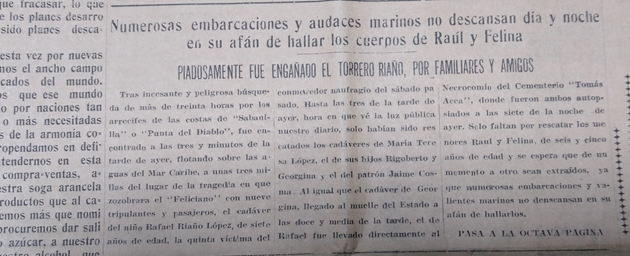 que fracasar, lo que
e los planes desarro
sido planes desca-
esta vez por nuevas
nos el ancho campo
cados del mundo.
os que ese mundo
o por naciones tan
o más necesitadas
s de la armonía co-
opendamos en defi-
tendernos en esta
compra-ventas, a-
stra soga arancela
roductos que al ca-
emos más que nomi
procuremos dar sali
o azúcar, a nuestro
Numerosas embarcaciones y audaces marinos no descansan día y noche
en su afán de hallar los cuerpos de Raúl y Felina
PIADOSAMENTE FUE ENGAÑADO EL TORRERO RIAÑO, POR FAMILIARES Y AMIGOS
Tras incesante y peligrosa búsque-
da de más de treinta horas por los
arrecifes de las costas de "Sabani-
lla" o "Punta del Diablo", fue en-
contrado a las tres y minutos de la
tarde de ayer, flotando sobre las a-
guas del Mar Caribe, a unas tres mi-
llas del lugar de la tragedia en que
zozobrara el "Feliciano" con nueve
tripulantes y pasajeros, el cadáver
del niño Rafael Riaño López, de siete
años de edad, la quinta víctima del
conmovedor naufragio del sábado pa-
sado. Hasta las tres de la tarde de
ayer, hora en que vé la luz pública
nuestro diario, solo habían sido res
catados los cadáveres de María Tere
sa López, el de sus hijos Rigoberto y
Georgina y el del patrón Jaime Cos-
ma. Al igual que el cadáver de Geor
gina, llegado al muelle del Estado a
las doce y media de la tarde, el de
Rafael fue llevado directamente al
Necrocomio del Cementerio "Tomás
Acea", donde fueron ambos autop-
siados a las siete de la noche de
ayer. Solo faltan por rescatar los me
nores Raúl y Felina, de seis y cinco
años de edad y se espera que de un
memento a otro sean extraídos, ya
que numerosas embarcaciones y va-
lientes marinos no densansan en su
afán de hallarlos.
PASA A LA OCTAVA PAGINA